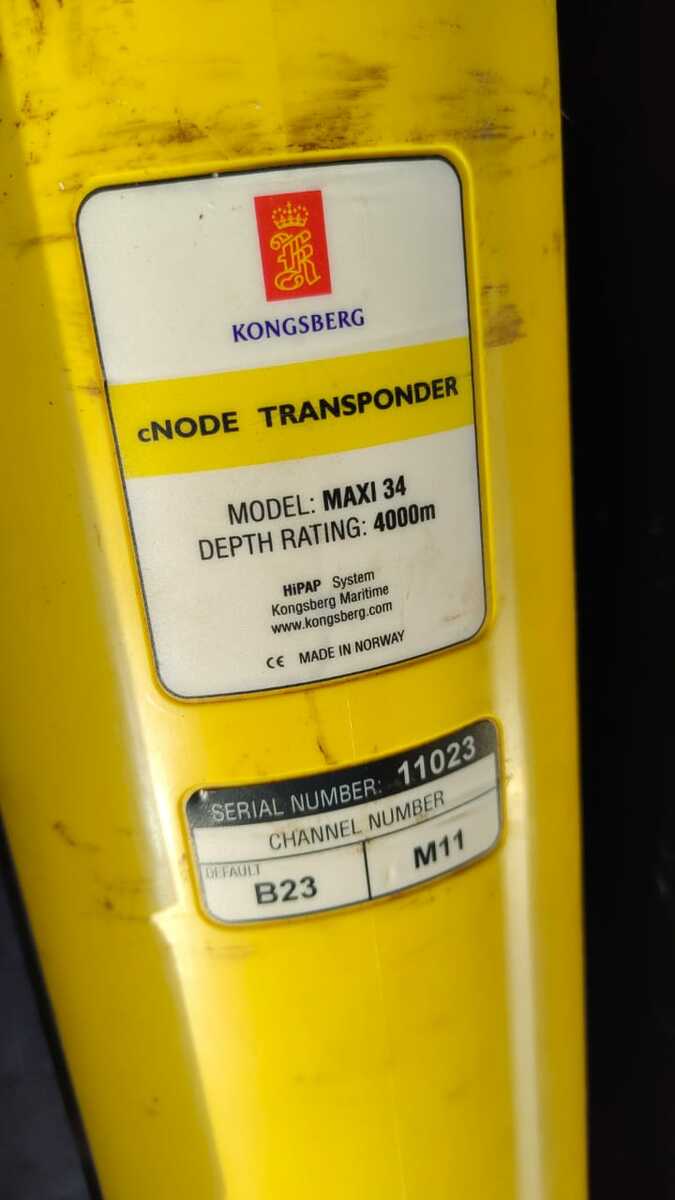 KONGSBERG
cNODE TRANSPONDER
MODEL: MAXI 34
DEPTH RATING: 4000m
HiPAP System
Kongsberg Maritime
www.kongsberg.com
CE MADE IN NORWAY
SERIAL NUMBER: 11023
CHANNEL NUMBER
DEFAULT
B23 M11